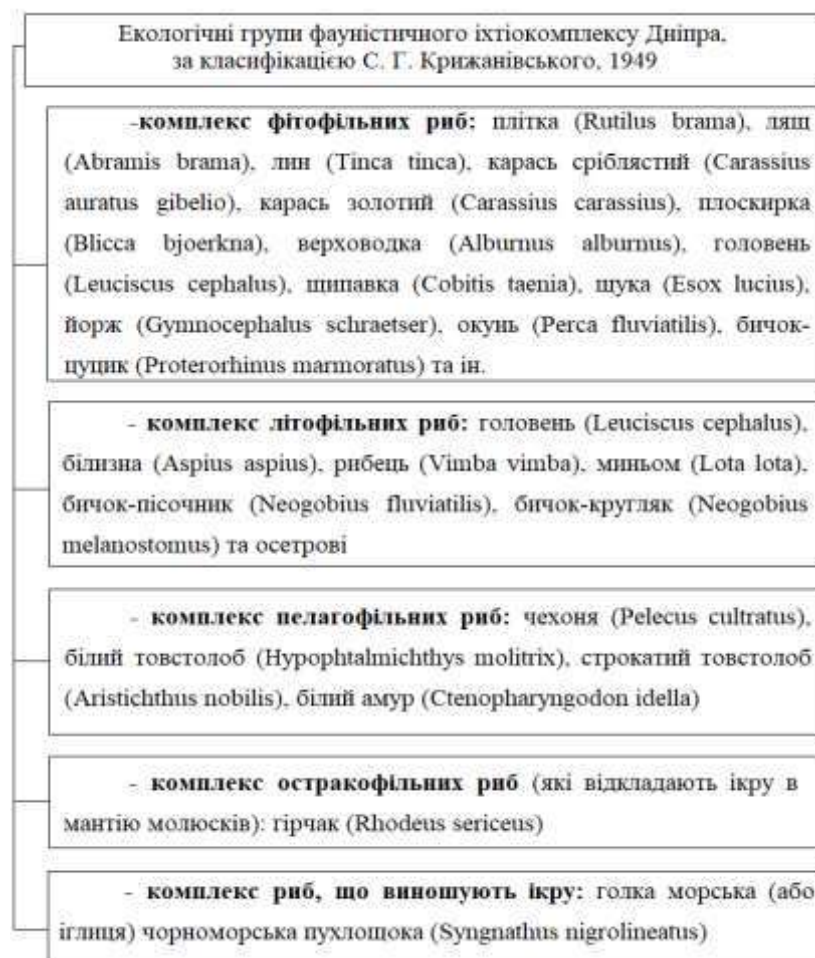 Екологічні групи фауністичного іхтіокомплексу Дніпра,
за класифікацією С. Г. Крижанівського, 1949
-комплекс фітофільних риб: плітка (Rutilus brama), лящ
(Abramis brama), лин (Tinca tinca), карась сріблястий (Carassius
auratus gibelio), карась золотий (Carassius carassius), плоскирка
(Blicca bjoerkna), верховодка (Alburnus alburnus), головень
(Leuciscus cephalus), щипавка (Cobitis taenia), щука (Esox lucius),
йорж (Gymnocephalus schraetser), окунь (Perca fluviatilis), бичок-
цуцик (Proterorhinus marmoratus) та ін.
- комплекс літофільних риб: головень (Leuciscus cephalus),
білизна (Aspius aspius), рибець (Vimba vimba), миньом (Lota lota),
бичок-пісочник (Neogobius fluviatilis), бичок-кругляк (Neogobius
melanostomus) та осетрові
- комплекс пелагофільних риб: чехоня (Pelecus cultratus),
білий товстолоб (Hypophtalmichthys molitrix), строкатий товстолоб
(Aristichthus nobilis), білий амур (Ctenopharyngodon idella)
- комплекс остракофільних риб (які відкладають ікру в
мантію молюсків): гірчак (Rhodeus sericeus)
- комплекс риб, що виношують ікру: голка морська (або
іглиця) чорноморська пухлощока (Syngnathus nigrolineatus)